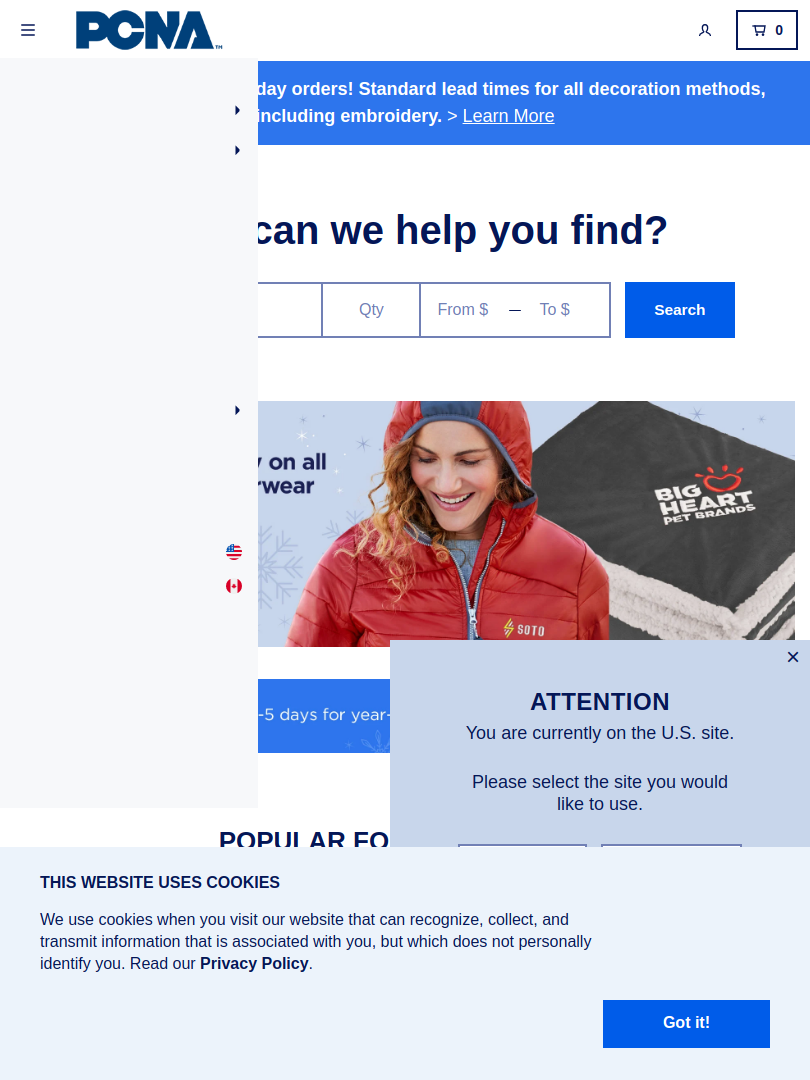 PCNA™
0
day orders! Standard lead times for all decoration methods,
including embroidery. > Learn More
can we help you find?
Qty
From $ — To $
Search
y on all
rwear
BIG
HEART
PET BRANDS
SOTO
-5 days for year-
×
ATTENTION
You are currently on the U.S. site.
Please select the site you would
like to use.
POPULAR FO
THIS WEBSITE USES COOKIES
We use cookies when you visit our website that can recognize, collect, and
transmit information that is associated with you, but which does not personally
identify you. Read our Privacy Policy.
Got it!